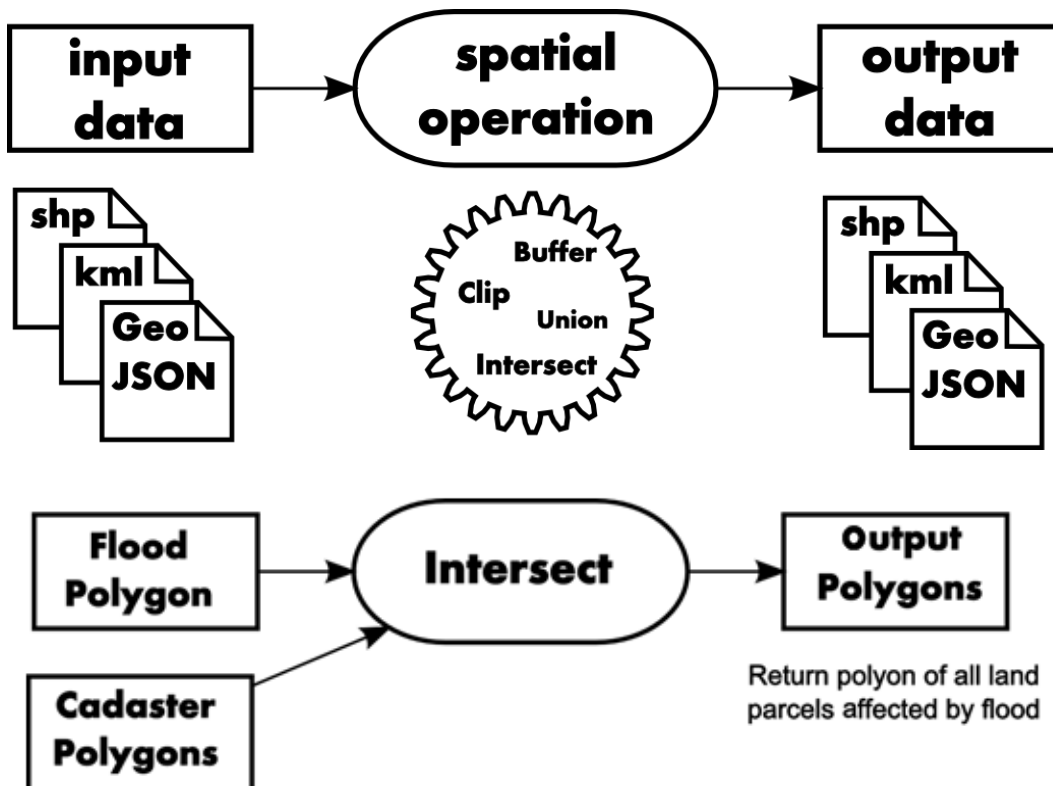 input
data
spatial
operation
output
data
shp
kml
Geo
JSON
Buffer
Clip
Union
Intersect
shp
kml
Geo
JSON
Flood
Polygon
Intersect
Output
Polygons
Cadaster
Polygons
Return polyon of all land
parcels affected by flood